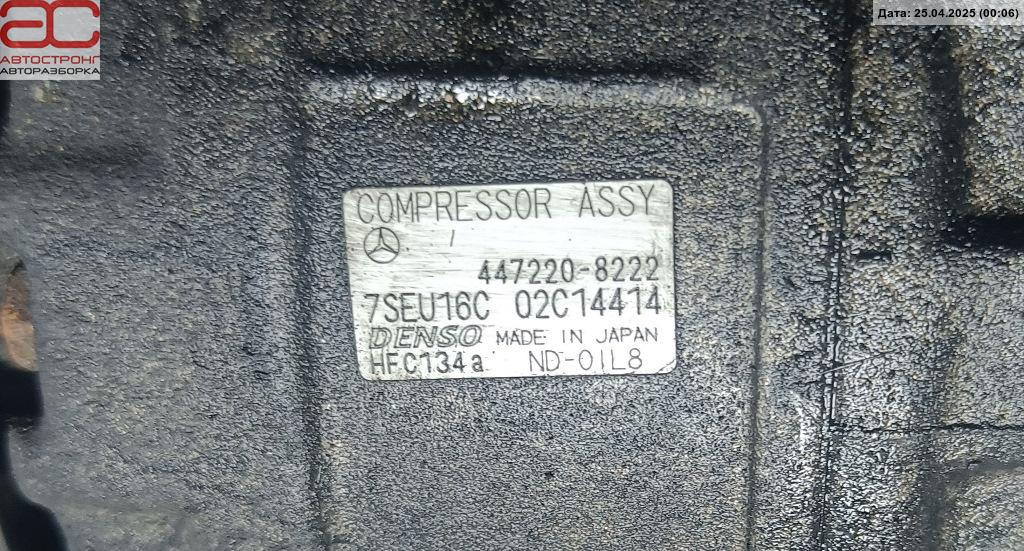 ас
АВТОСТРОНГ
АВТОРАЗБОРКА
Дата: 25.04.2025 (00:06)
COMPRESSOR ASSY
447220-8222
7SEU16C 02C14414
DENSO MADE IN JAPAN
HFC134a ND-OIL8